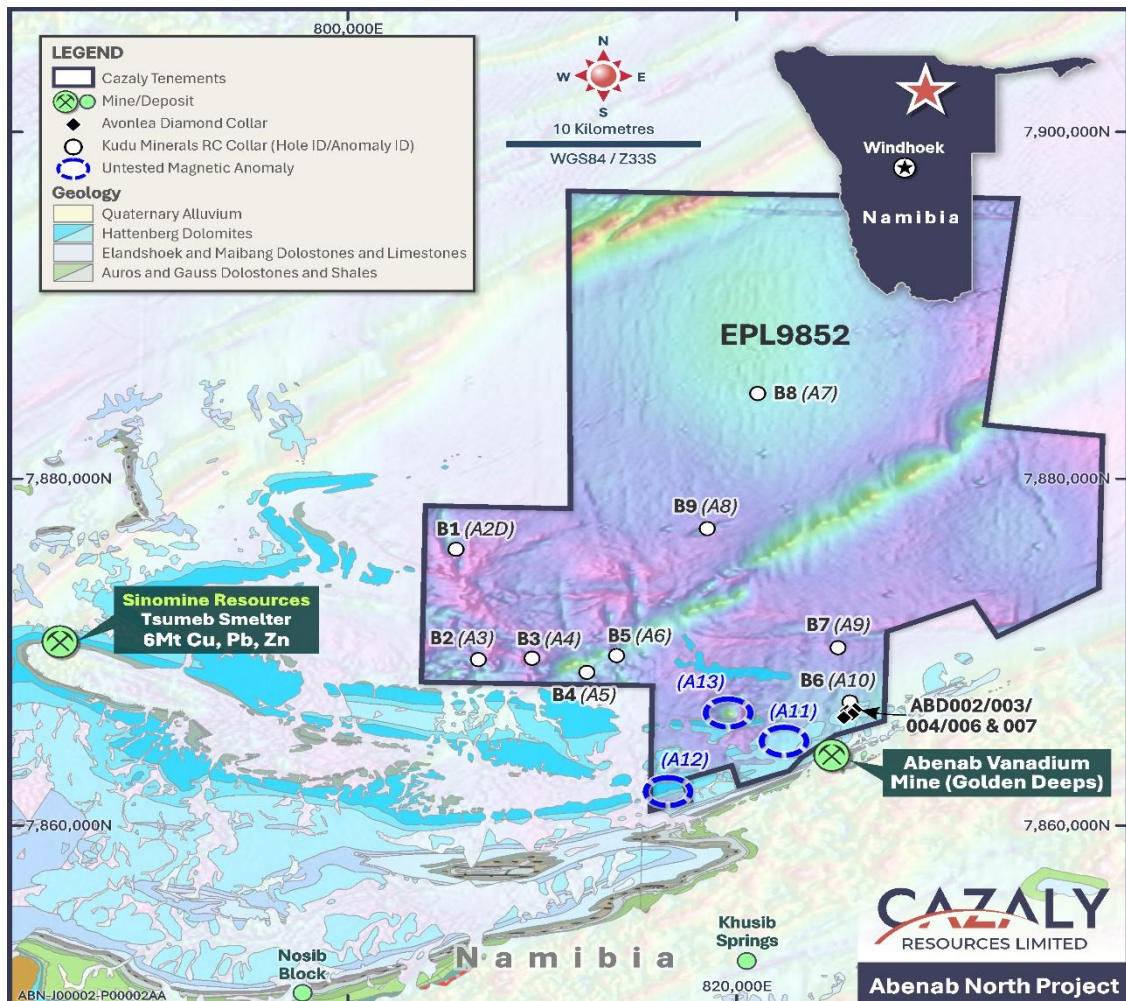 800,000E
LEGEND
Cazaly Tenements
Mine/Deposit
Avonlea Diamond Collar
Kudu Minerals RC Collar (Hole ID/Anomaly ID)
Untested Magnetic Anomaly
Geology
Quaternary Alluvium
Hattenberg Dolomites
Elandshoek and Maibang Dolostones and Limestones
Auros and Gauss Dolostones and Shales
N
W E
S
10 Kilometres
WGS84 / Z33S
7,900,000N
Windhoek
Namibia
EPL9852
B8 (A7)
7,880,000N
7,880,000N
B9 (A8)
B1 (A2D)
Sinomine Resources
Tsumeb Smelter
6Mt Cu, Pb, Zn
B2 (A3)
B3 (A4)
B5 (A6)
B7 (A9)
B4 (A5)
(A13)
B6 (A10)
(A11)
ABD002/003/
004/006 & 007
(A12)
Abenab Vanadium
Mine (Golden Deeps)
7,860,000N
7,860,000N
CAZALY
RESOURCES LIMITED
Khusib
Springs
Namibia
Nosib
Block
820,000E
Abenab North Project
ABN-J00002-P00002AA